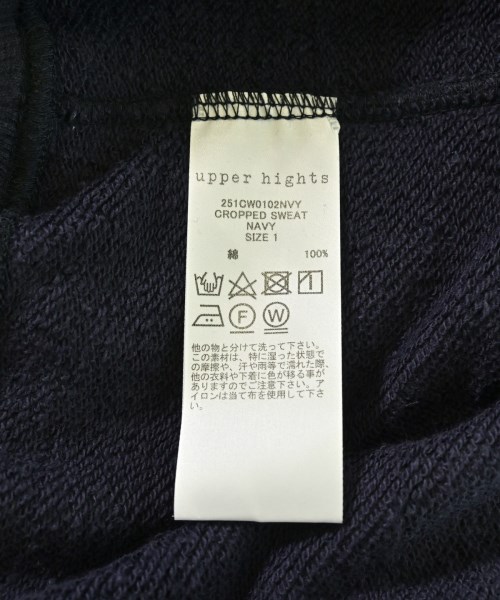 upper hights
251CW0102NVY
CROPPED SWEAT
NAVY
SIZE 1
綿 100%
F W
他の物と分けて洗って下さい。
この素材は、特に湿った状態で
の摩擦や、汗や雨等で濡れた際、
他の衣料や下着に色が移る事が
ありますのでご注意下さい。ア
イロンは当て布を使用して下さ
い。